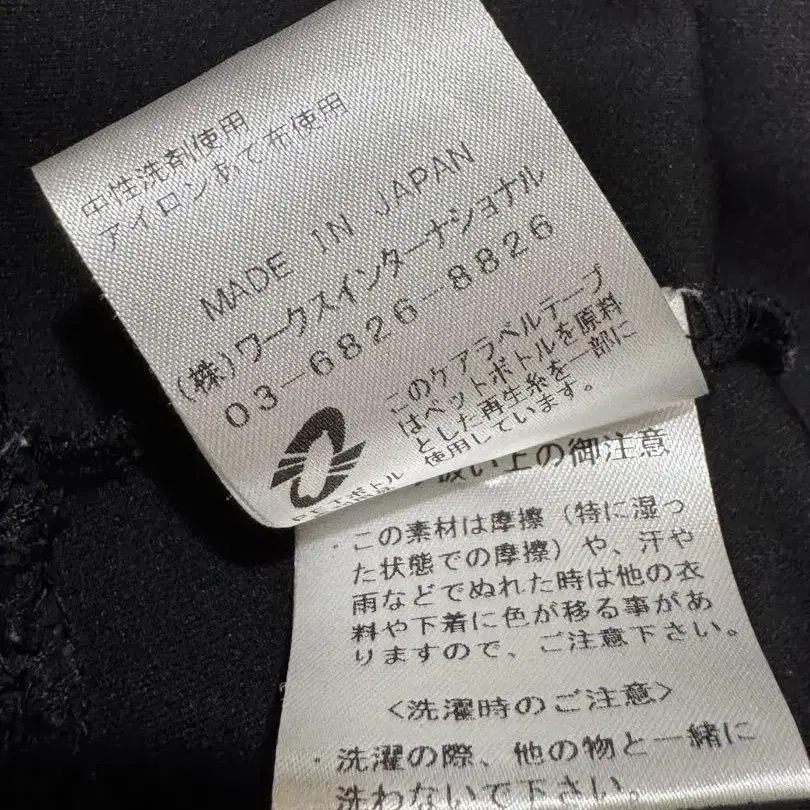 中性洗剤使用
アイロンあて布使用
MADE IN JAPAN
(株)ワークスインターナショナル
03-6826-8826
このケアラベルテープ
はペットボトルを原料
とした再生糸を一部に
使用しています。
PETボトル
扱い上の御注意
・この素材は摩擦(特に湿っ
た状態での摩擦)や、汗や
雨などでぬれた時は他の衣
料や下着に色が移る事があ
りますので、ご注意下さい。
<洗濯時のご注意>
・洗濯の際、他の物と一緒に
洗わないで下さい。